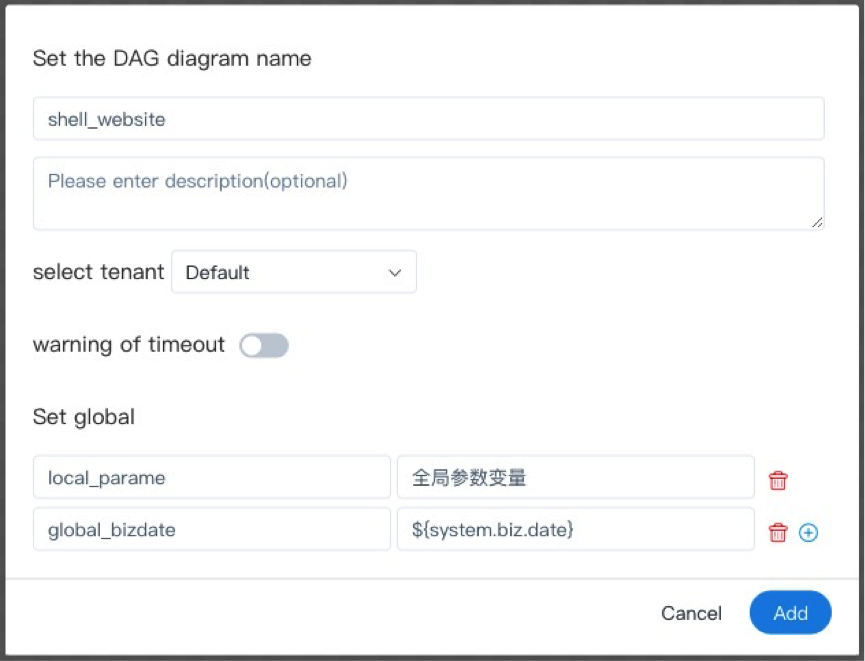 Set the DAG diagram name
shell_website
Please enter description(optional)
select tenant Default
warning of timeout
Set global
local_parame 全局参数变量
global_bizdate ${system.biz.date}
Cancel Add